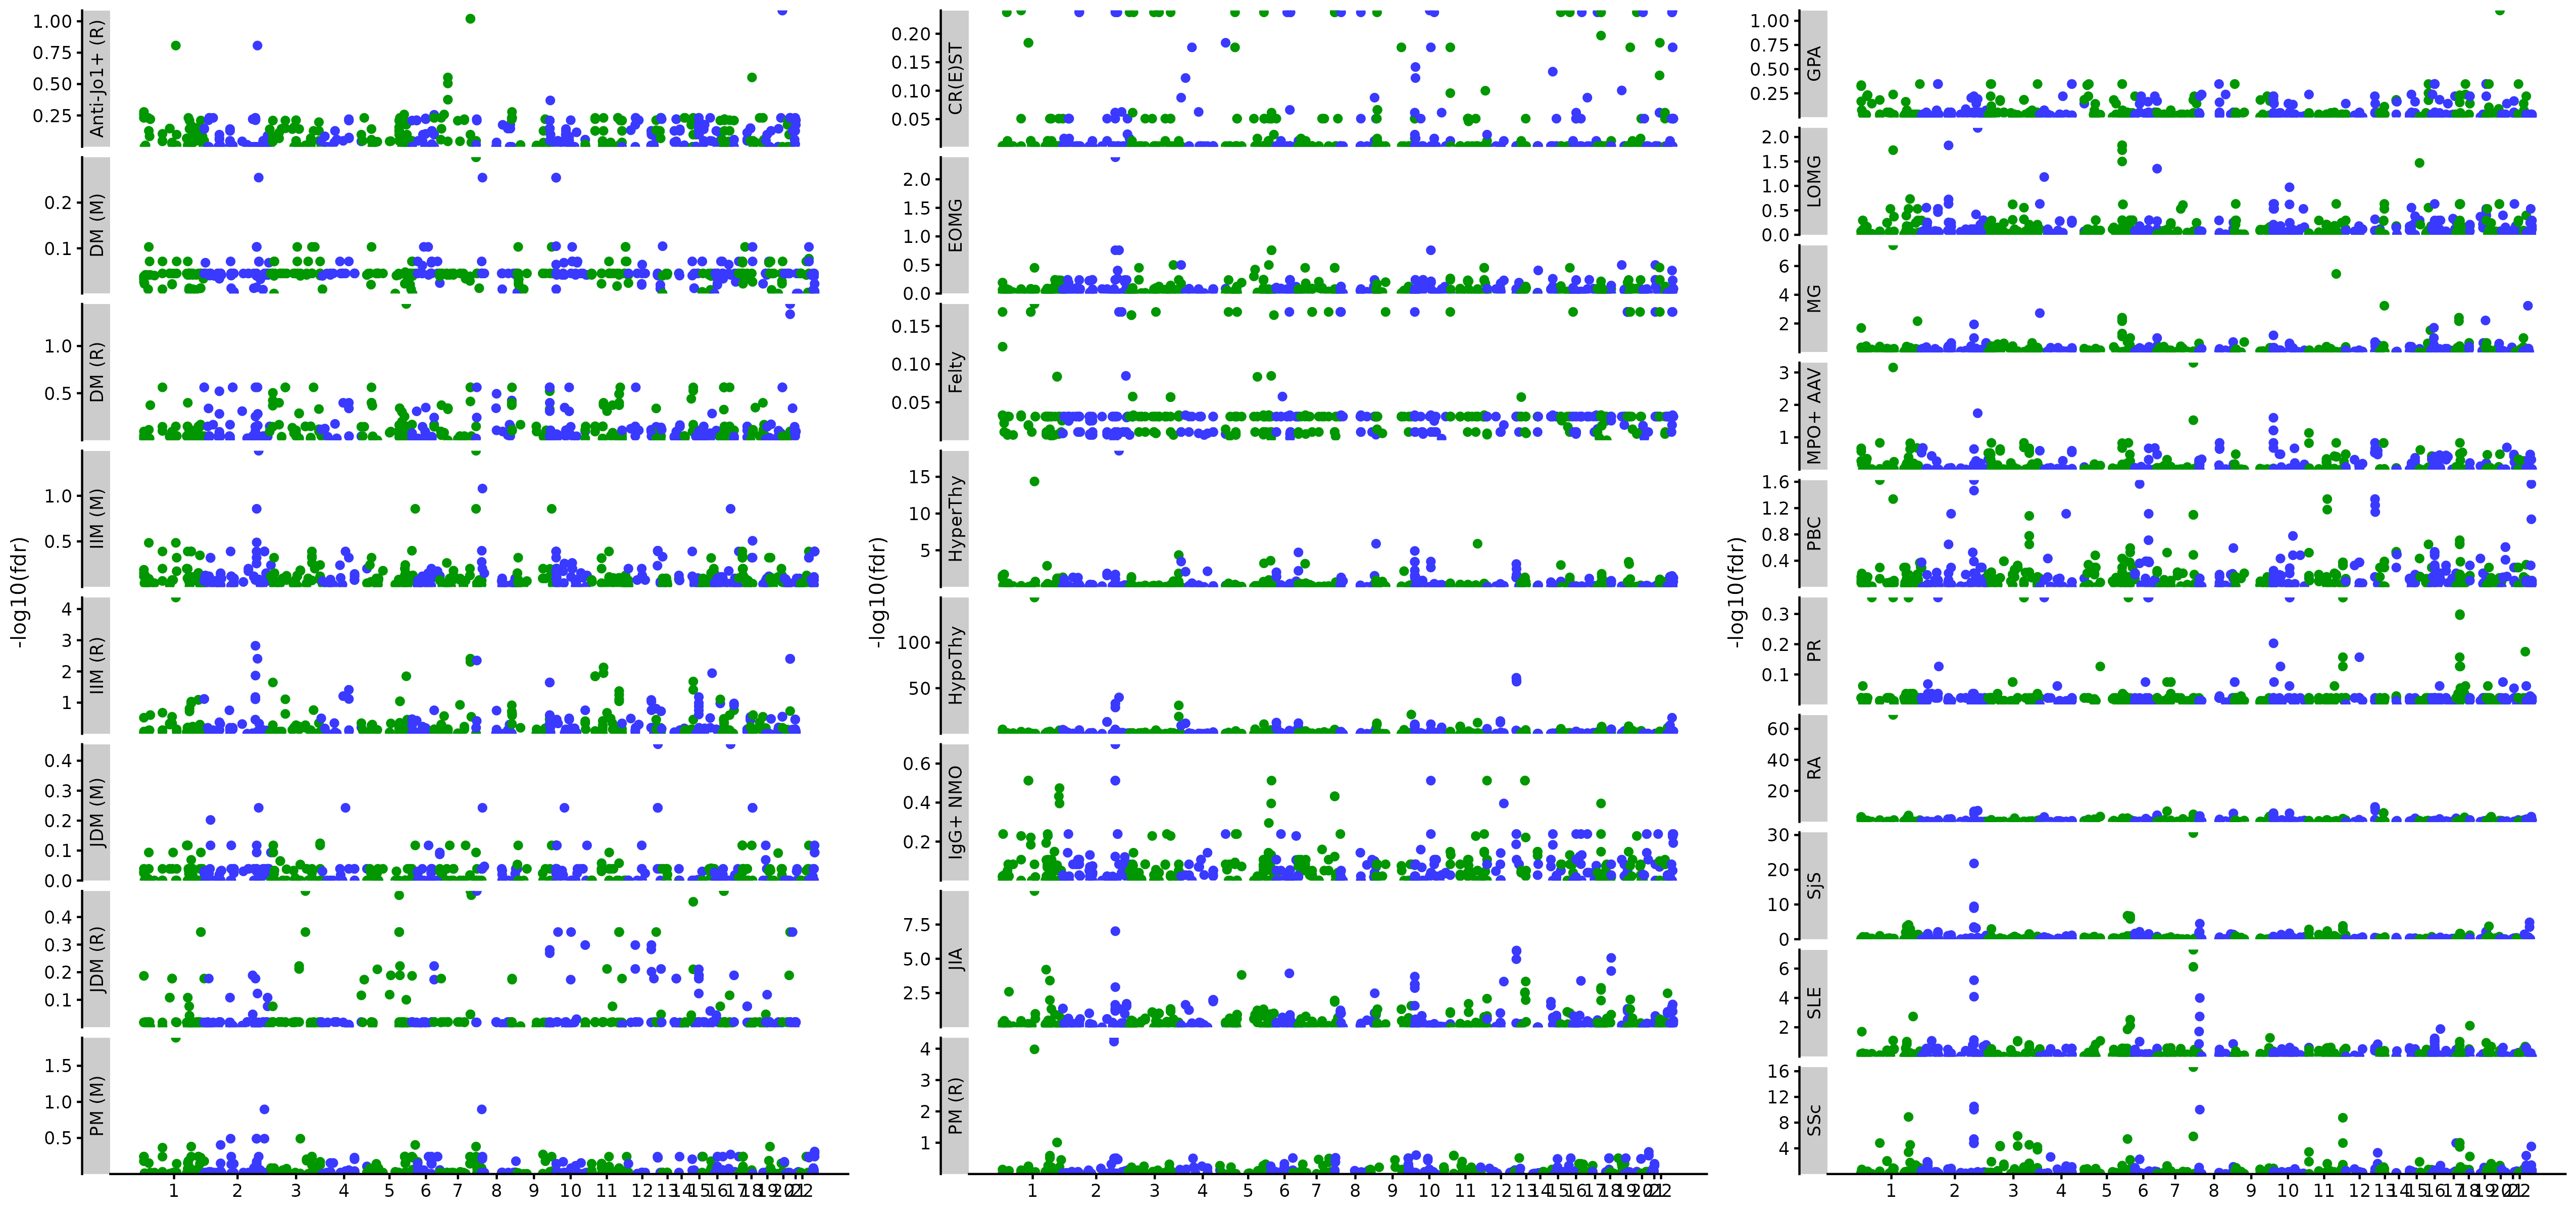 -log10(fdr)
Anti-Jo1+ (R)
1.00
0.75
0.50
0.25
DM (M)
0.2
0.1
DM (R)
1.0
0.5
IIM (M)
1.0
0.5
IIM (R)
4
3
2
1
JDM (M)
0.4
0.3
0.2
0.1
0.0
JDM (R)
0.4
0.3
0.2
0.1
PM (M)
1.5
1.0
0.5
1 2 3 4 5 6 7 8 9 10 11 12 13 14 15 16 17 18 19 20 21 22
-log10(fdr)
CR(E)ST
0.20
0.15
0.10
0.05
EOMG
2.0
1.5
1.0
0.5
0.0
Felty
0.15
0.10
0.05
HyperThy
15
10
5
HypoThy
100
50
IgG+ NMO
0.6
0.4
0.2
JIA
7.5
5.0
2.5
PM (R)
4
3
2
1
1 2 3 4 5 6 7 8 9 10 11 12 13 14 15 16 17 18 19 20 21 22
-log10(fdr)
GPA
1.00
0.75
0.50
0.25
LOMG
2.0
1.5
1.0
0.5
0.0
MG
6
4
2
MPO+ AAV
3
2
1
PBC
1.6
1.2
0.8
0.4
PR
0.3
0.2
0.1
RA
60
40
20
SjS
30
20
10
0
SLE
6
4
2
SSc
16
12
8
4
1 2 3 4 5 6 7 8 9 10 11 12 13 14 15 16 17 18 19 20 21 22